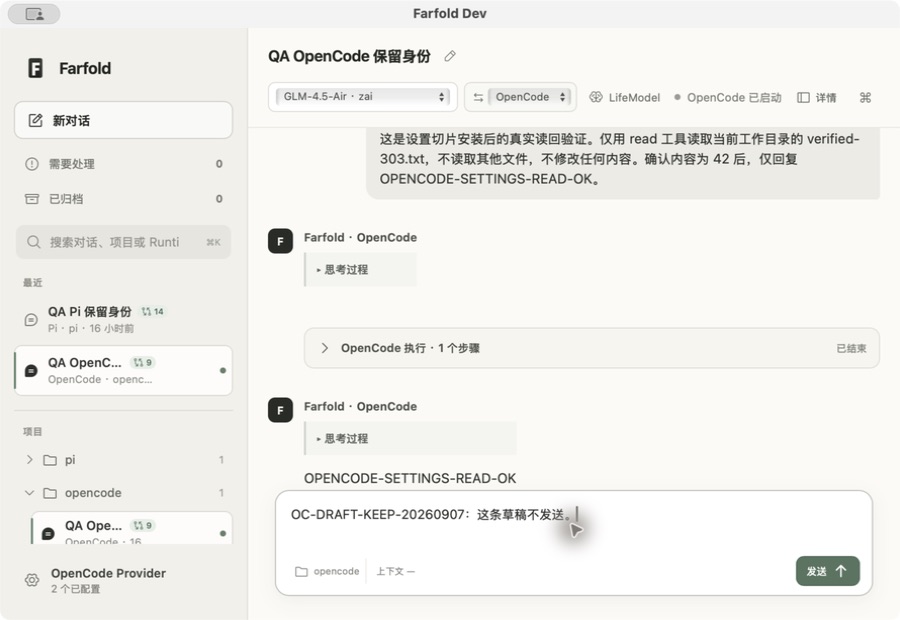 Farfold Dev
Farfold
新对话
需要处理 0
已归档 0
搜索对话、项目或 Runti ⌘K
最近
QA Pi 保留身份 14
Pi · pi · 16 小时前
QA OpenC... 9
OpenCode · openc...
项目
pi 1
opencode 1
QA Ope... 9
OpenCode · 16
OpenCode Provider
2 个已配置
QA OpenCode 保留身份
GLM-4.5-Air · zai OpenCode LifeModel OpenCode 已启动 详情 ⌘
这是设置切片安装后的真实读回验证。仅用 read 工具读取当前工作目录的 verified-
303.txt，不读取其他文件，不修改任何内容。确认内容为 42 后，仅回复
OPENCODE-SETTINGS-READ-OK。
F Farfold · OpenCode
思考过程
OpenCode 执行 · 1 个步骤 已结束
F Farfold · OpenCode
思考过程
OPENCODE-SETTINGS-READ-OK
OC-DRAFT-KEEP-20260907：这条草稿不发送。
opencode 上下文 —
发送